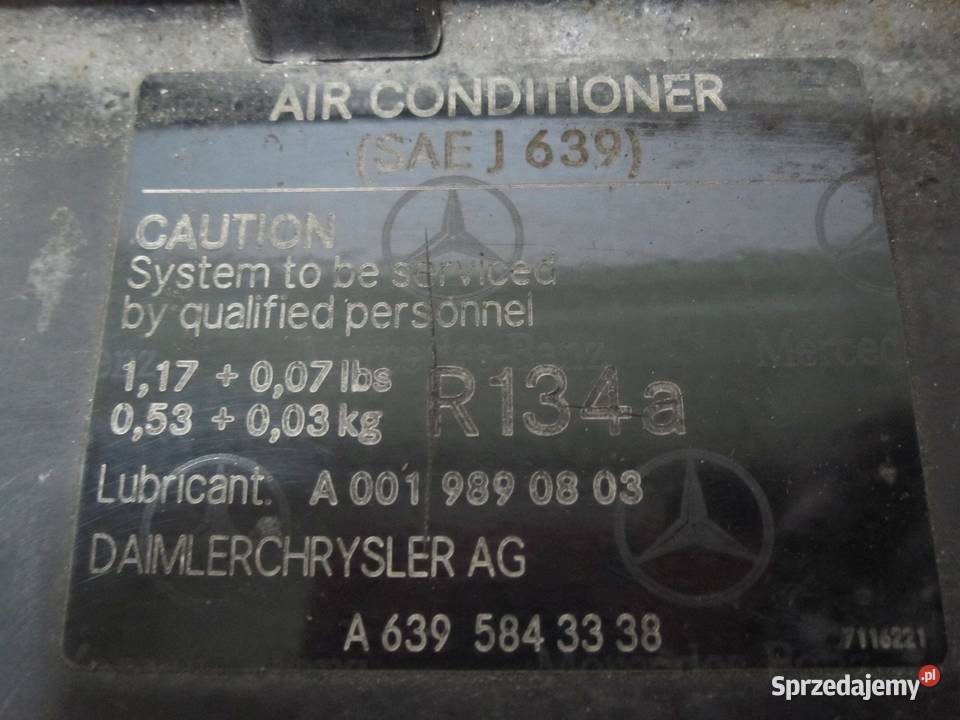 AIR CONDITIONER
(SAE J 639)
CAUTION
System to be serviced
by qualified personnel
1,17 + 0,07 lbs
0,53 + 0,03 kg
R134a
Lubricant: A 001 989 08 03
DAIMLERCHRYSLER AG
A 639 584 33 38
7116221
Sprzedajemy.pl